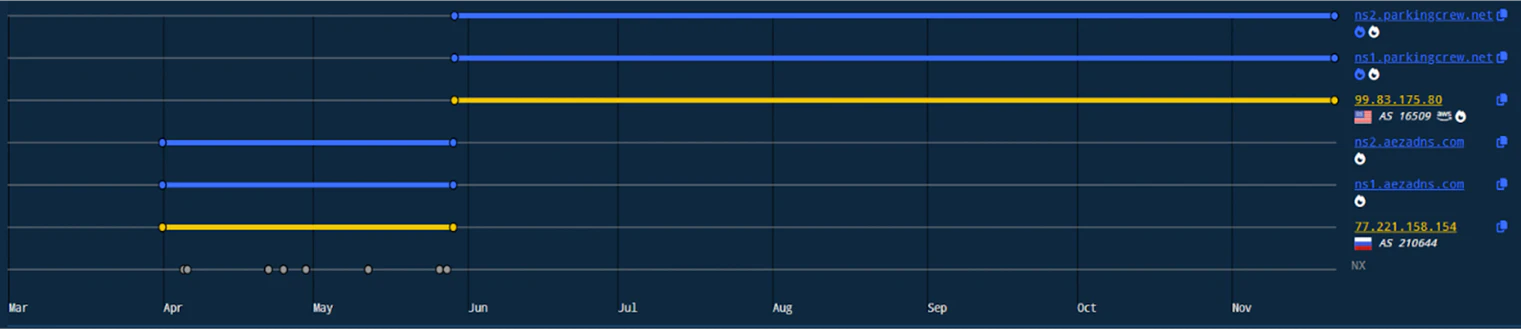 ns2.parkingcrew.net
ns1.parkingcrew.net
99.83.175.80
AS 16509 aws
ns2.aezadns.com
ns1.aezadns.com
77.221.158.154
AS 210644
NX
Mar Apr May Jun Jul Aug Sep Oct Nov